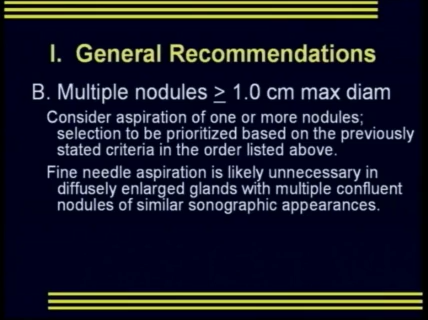 I. General Recommendations
B. Multiple nodules ≥ 1.0 cm max diam
Consider aspiration of one or more nodules;
selection to be prioritized based on the previously
stated criteria in the order listed above.
Fine needle aspiration is likely unnecessary in
diffusely enlarged glands with multiple confluent
nodules of similar sonographic appearances.